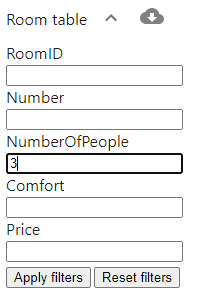 Room table
RoomID
Number
NumberOfPeople
3
Comfort
Price
Apply filters Reset filters